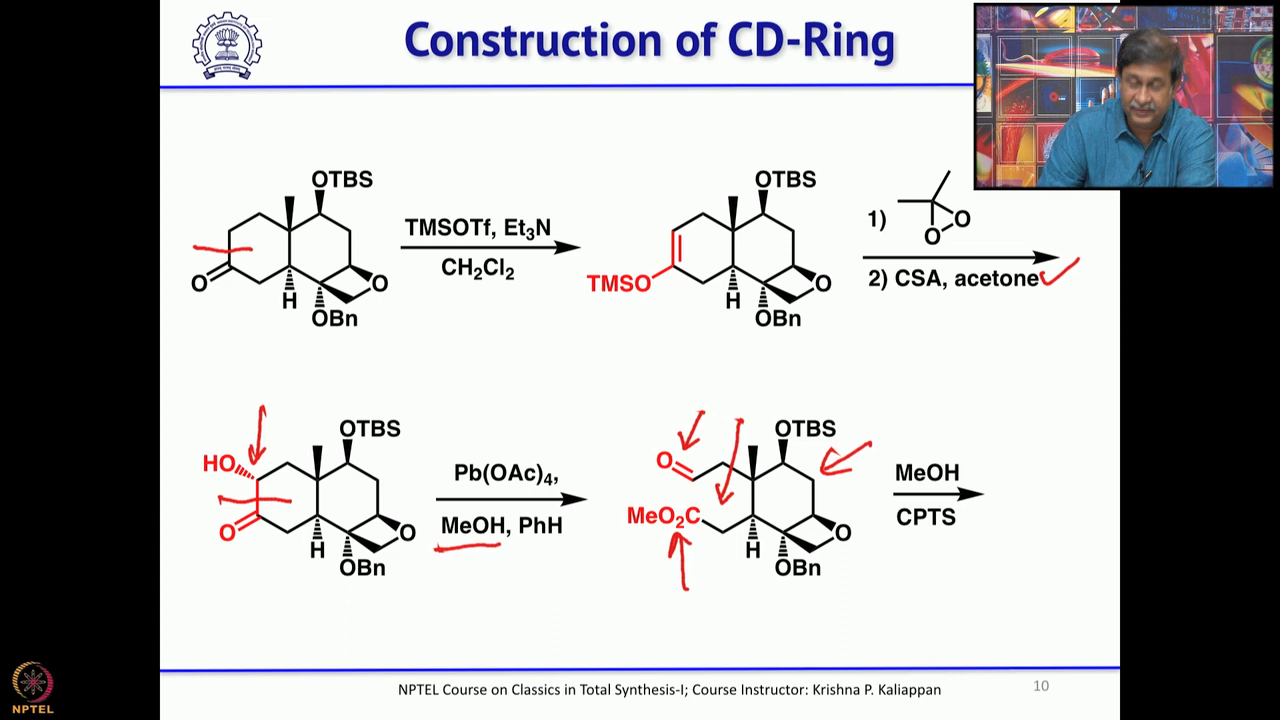 Construction of CD-Ring
OTBS
O
H
OBn
O
TMSOTf, Et₃N
CH₂Cl₂
OTBS
TMSO
H
OBn
O
1)
O
O
2) CSA, acetone
HO
O
OTBS
H
OBn
O
Pb(OAc)₄,
MeOH, PhH
O
MeO₂C
OTBS
H
OBn
O
MeOH
CPTS
NPTEL Course on Classics in Total Synthesis-I; Course Instructor: Krishna P. Kaliappan
10
NPTEL